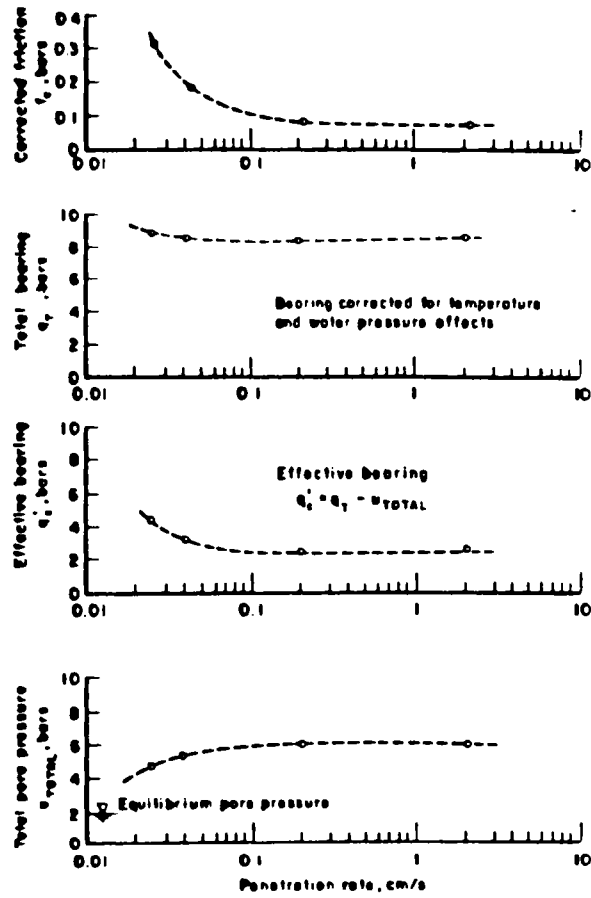 Corrected friction
f_c, bars
0.4
0.3
0.2
0.1
0
0.01
0.1
1
10
Total bearing
q_T, bars
10
8
6
4
2
0
Bearing corrected for temperature
and water pressure effects
0.01
0.1
1
10
Effective bearing
q'_c, bars
10
8
6
4
2
0
Effective bearing
q'_c = q_T - u_TOTAL
0.01
0.1
1
10
Total pore pressure
u_TOTAL, bars
10
8
6
4
2
0
Equilibrium pore pressure
0.01
0.1
1
10
Penetration rate, cm/s